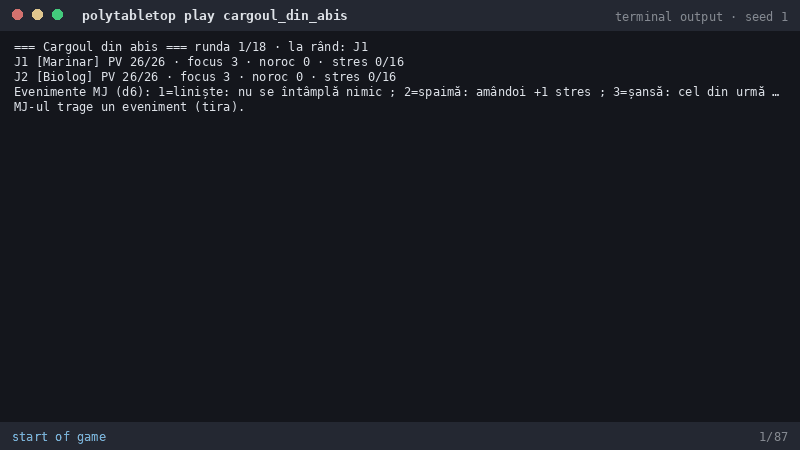 polytabletop play cargoul_din_abis
terminal output · seed 1
=== Cargoul din abis === runda 1/18 · la rând: J1
J1 [Marinar] PV 26/26 · focus 3 · noroc 0 · stres 0/16
J2 [Biolog] PV 26/26 · focus 3 · noroc 0 · stres 0/16
Evenimente MJ (d6): 1=liniște: nu se întâmplă nimic ; 2=spaimă: amândoi +1 stres ; 3=șansă: cel din urmă …
MJ-ul trage un eveniment (tira).
start of game
1/87